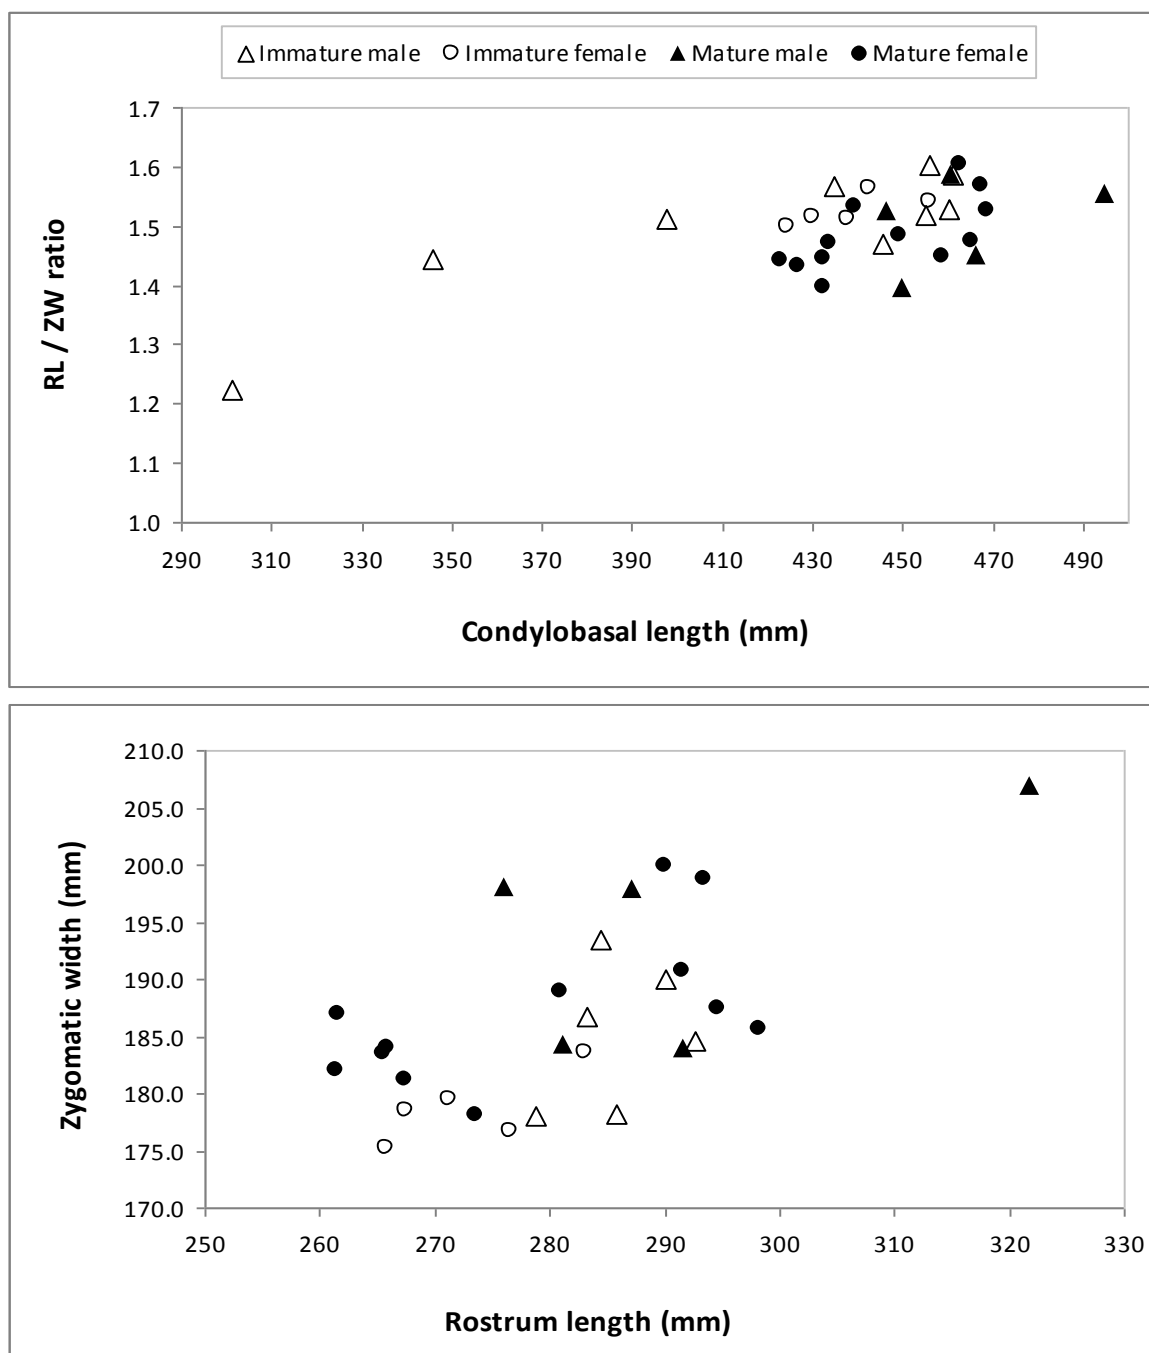 Immature male Immature female Mature male Mature female
1.7
1.6
1.5
1.4
1.3
1.2
1.1
1.0
RL / ZW ratio
290 310 330 350 370 390 410 430 450 470 490
Condylobasal length (mm)
210.0
205.0
200.0
195.0
190.0
185.0
180.0
175.0
170.0
Zygomatic width (mm)
250 260 270 280 290 300 310 320 330
Rostrum length (mm)